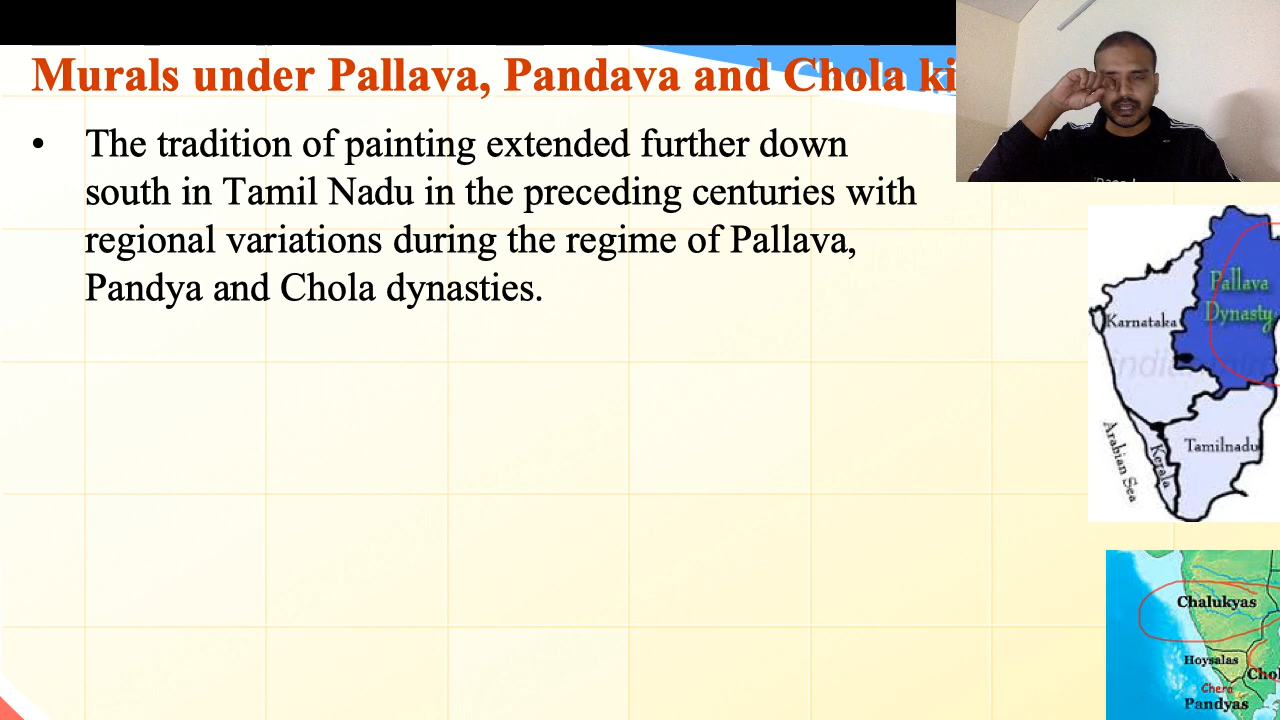 Murals under Pallava, Pandava and Chola ki
• The tradition of painting extended further down
south in Tamil Nadu in the preceding centuries with
regional variations during the regime of Pallava,
Pandya and Chola dynasties.
Pallava
Dynasty
Karnataka
Tamilnadu
Kerala
Arabian Sea
Chalukyas
Hoysalas
Chol
Chera
Pandyas